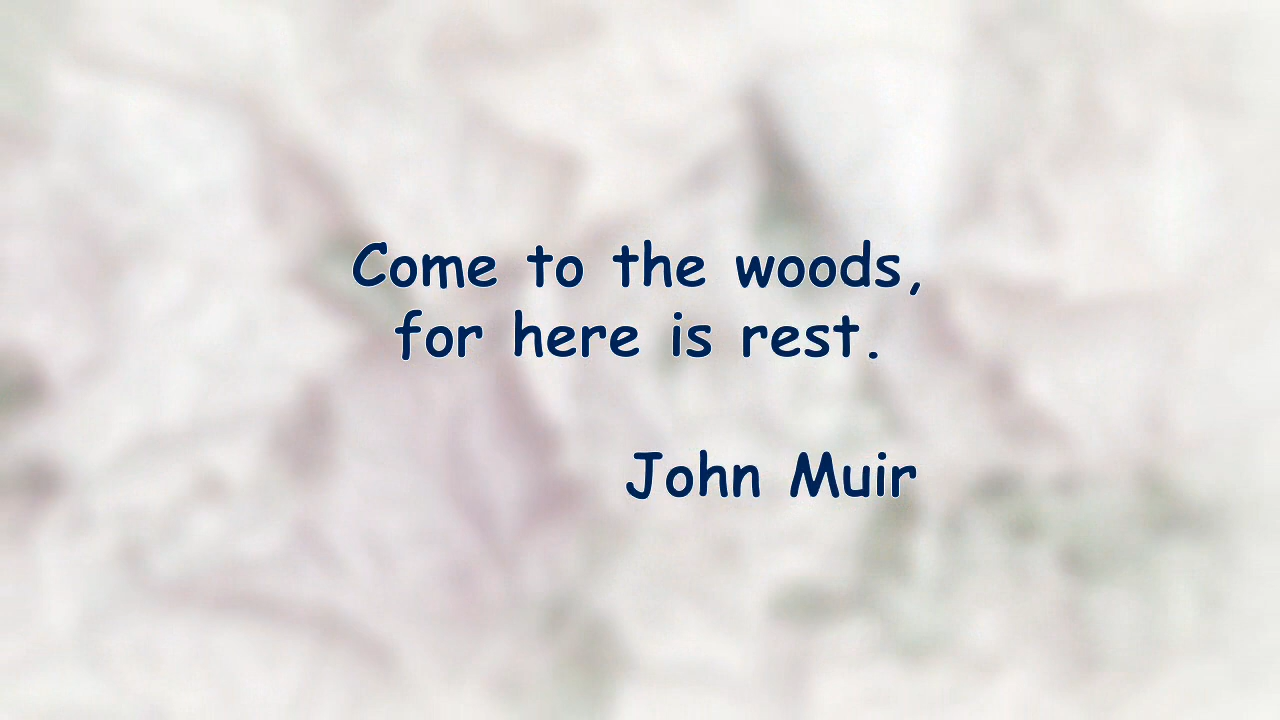 Come to the woods,
for here is rest.
John Muir